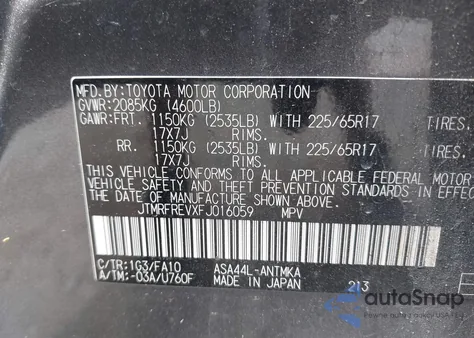 MFD.BY:TOYOTA MOTOR CORPORATION
GVWR:2085KG (4600LB)
GAWR:FRT. 1150KG (2535LB) WITH 225/65R17 TIRES,
17X7J RIMS.
RR. 1150KG (2535LB) WITH 225/65R17 TIRES,
17X7J RIMS.
THIS VEHICLE CONFORMS TO ALL APPLICABLE FEDERAL MOTOR
VEHICLE SAFETY AND THEFT PREVENTION STANDARDS IN EFFEC
THE DATE OF MANUFACTURE SHOWN ABOVE.
JTMRFREVXFJ016059 MPV
C/TR:1G3/FA10 ASA44L-ANTMKA
A/TM:-03A/U760F MADE IN JAPAN 213
autoSnap